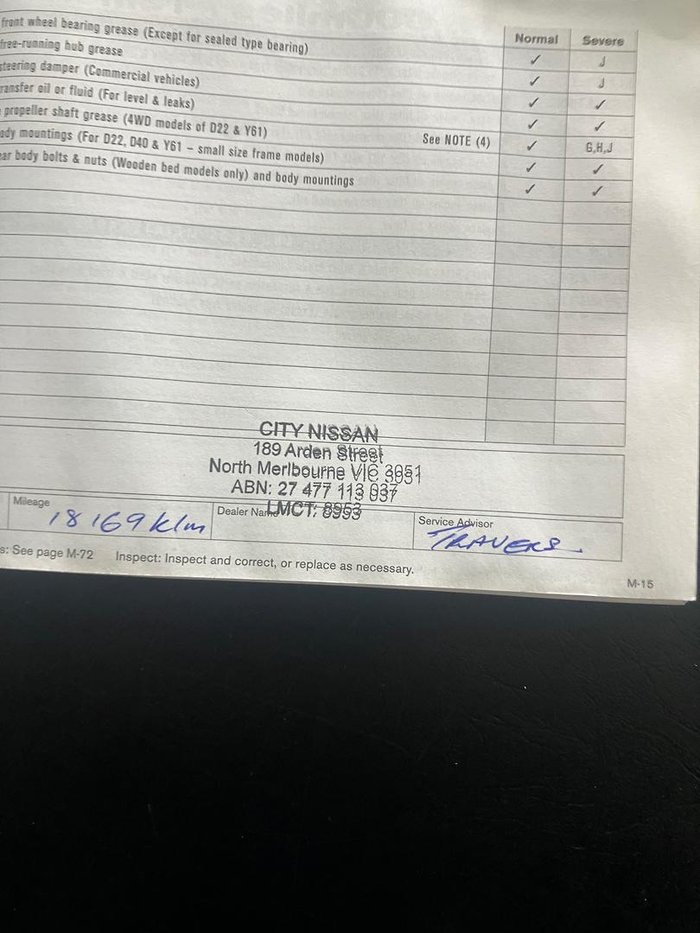 Normal Severe
front wheel bearing grease (Except for sealed type bearing) ✓ J
free-running hub grease ✓ J
steering damper (Commercial vehicles) ✓ ✓
transfer oil or fluid (For level & leaks) ✓ ✓
propeller shaft grease (4WD models of D22 & Y61) See NOTE (4) ✓ G,H,J
ody mountings (For D22, D40 & Y61 – small size frame models) ✓ ✓
ear body bolts & nuts (Wooden bed models only) and body mountings ✓ ✓
CITY NISSAN
189 Arden Street
North Merlbourne VIC 3051
ABN: 27 477 113 037
LMCT: 8953
Mileage 18169 klm Dealer Name Service Advisor TRAVERS
s: See page M-72 Inspect: Inspect and correct, or replace as necessary.
M-15